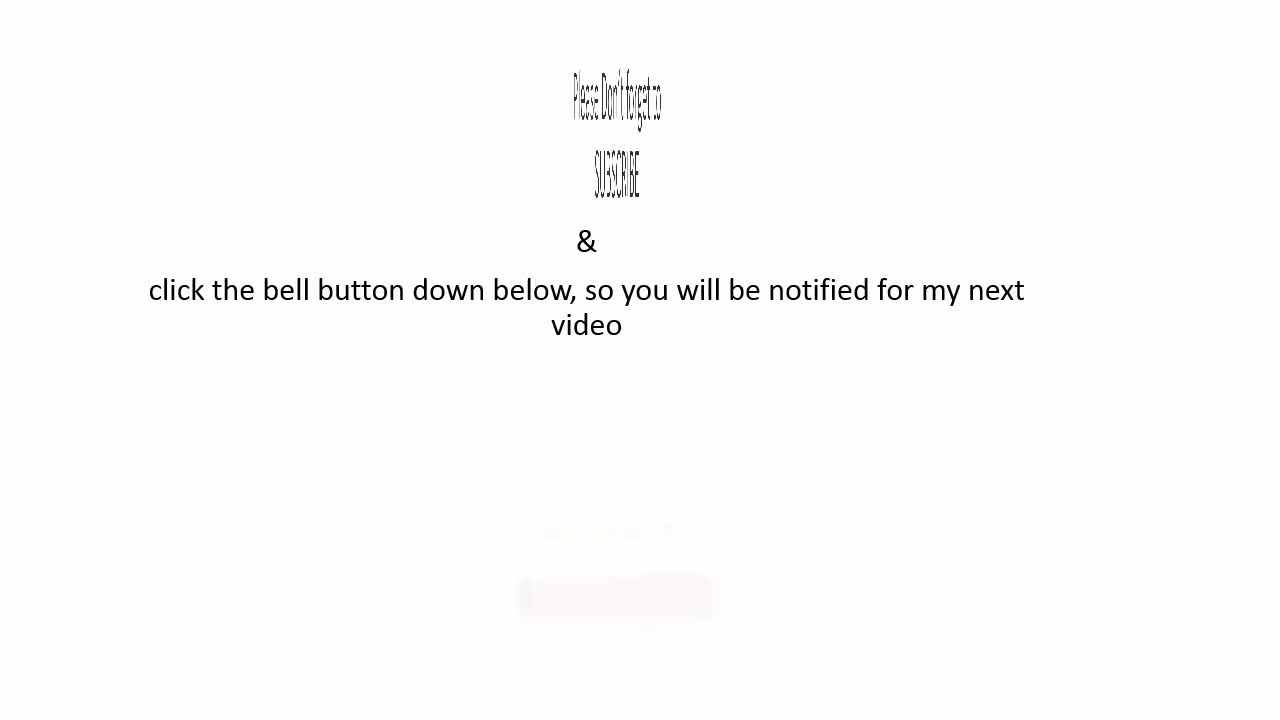 Please Don't forget to
SUBSCRIBE
&
click the bell button down below, so you will be notified for my next
video